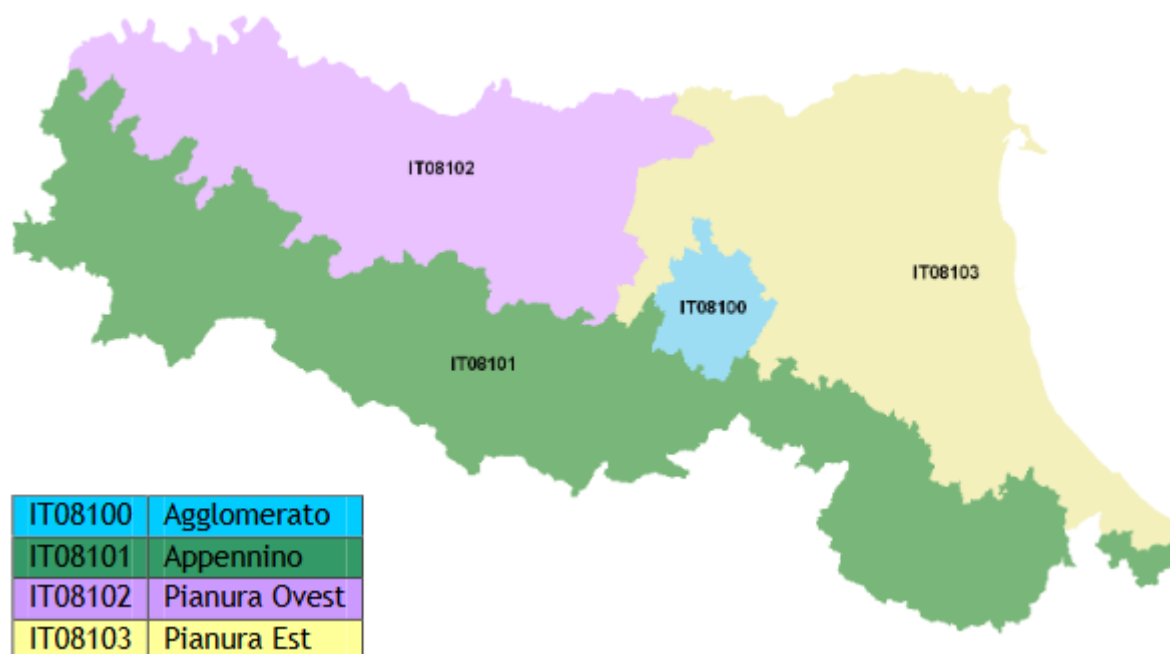 IT08102
IT08103
IT08100
IT08101
IT08100 Agglomerato
IT08101 Appennino
IT08102 Pianura Ovest
IT08103 Pianura Est